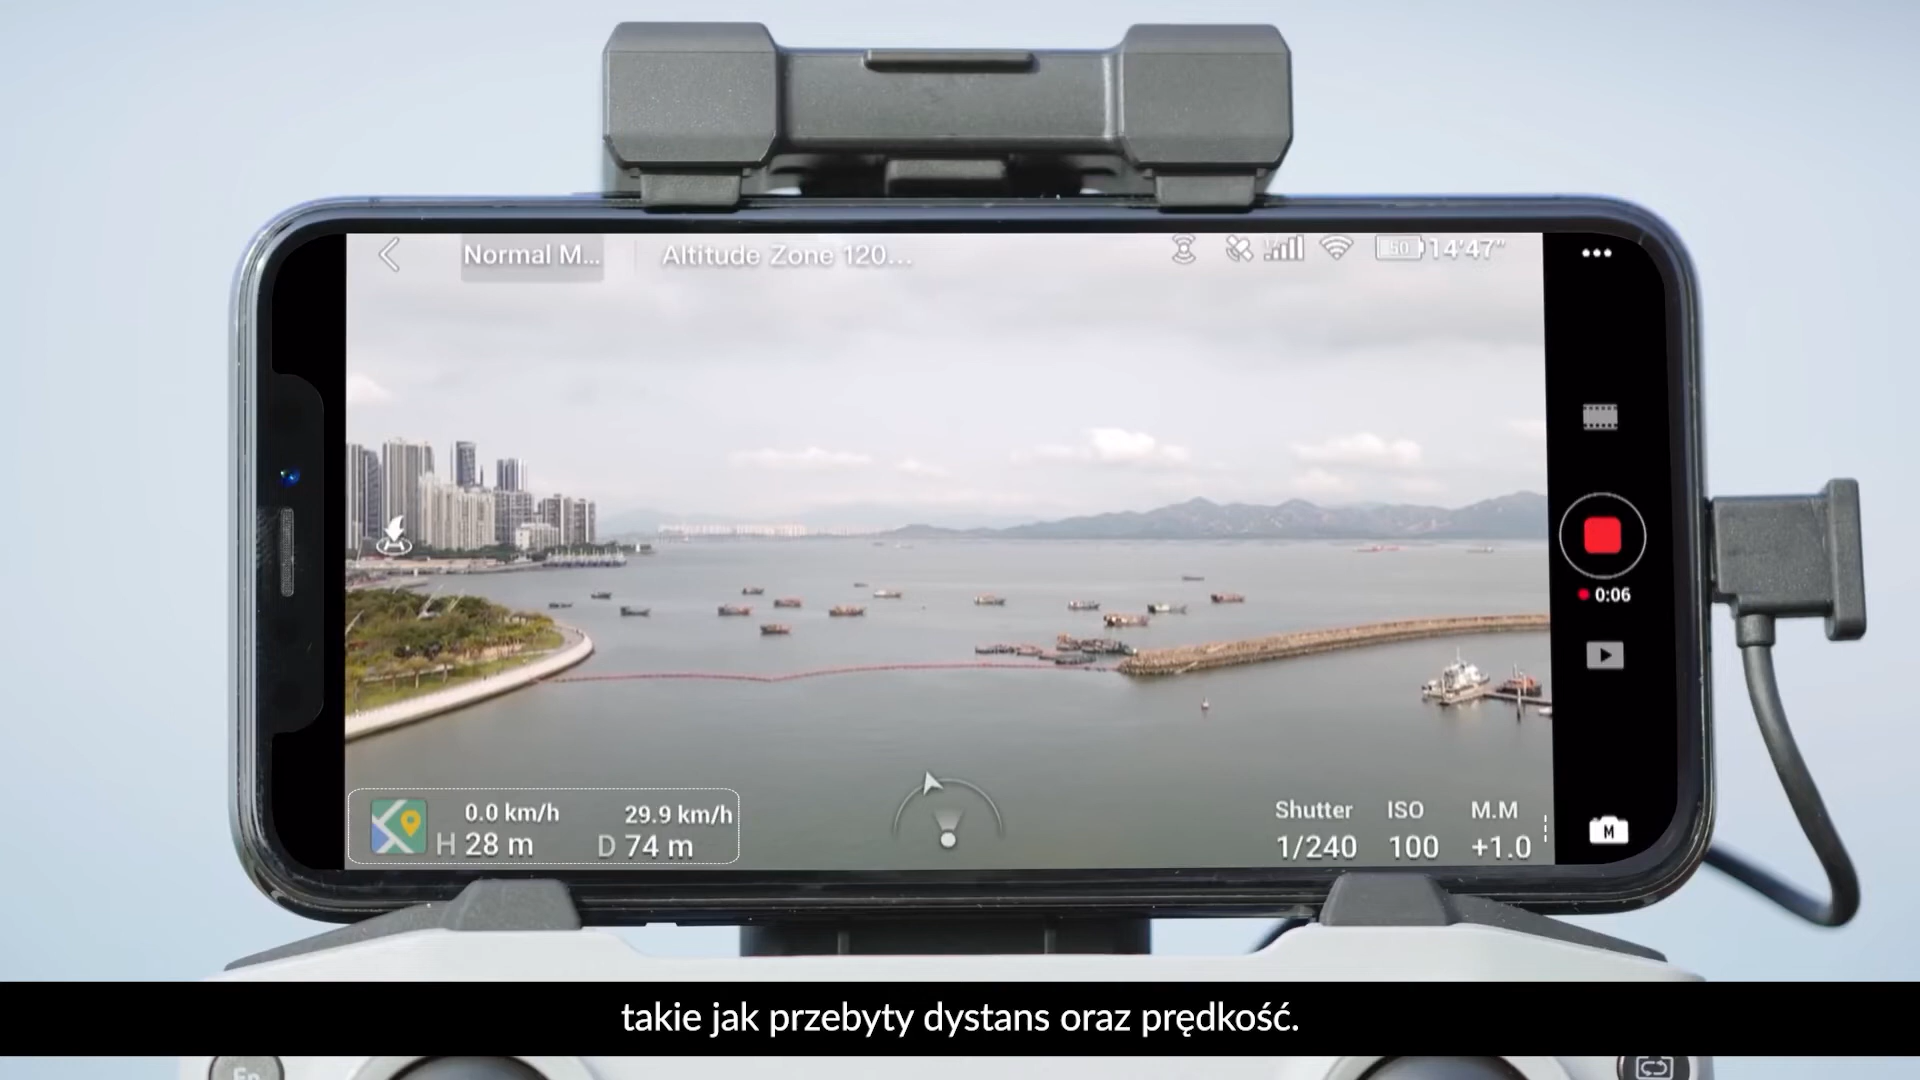 Normal M... Altitude Zone 120... 50 14'47"
0:06
0.0 km/h 29.9 km/h
H 28 m D 74 m
Shutter ISO M.M
1/240 100 +1.0
M
takie jak przebyty dystans oraz prędkość.
Fn